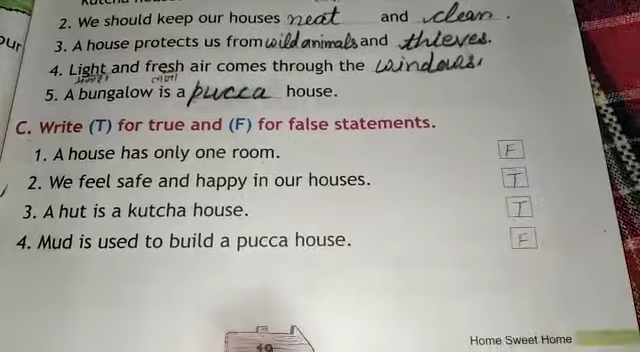 Kutcha
2. We should keep our houses neat and clean.
our
3. A house protects us from wild animals and thieves.
4. Light and fresh air comes through the windows.
5. A bungalow is a pucca house.
C. Write (T) for true and (F) for false statements.
1. A house has only one room. F
2. We feel safe and happy in our houses. T
3. A hut is a kutcha house. T
4. Mud is used to build a pucca house. F
19
Home Sweet Home